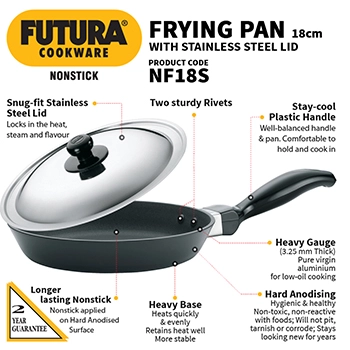 FUTURA®
COOKWARE
NONSTICK
FRYING PAN 18cm
WITH STAINLESS STEEL LID
PRODUCT CODE
NF18S
Snug-fit Stainless
Steel Lid
Locks in the heat,
steam and flavour
Two sturdy Rivets
Stay-cool
Plastic Handle
Well-balanced handle
& pan. Comfortable to
hold and cook in
Heavy Gauge
(3.25 mm Thick)
Pure virgin
aluminium
for low-oil cooking
2
YEAR
GUARANTEE
Longer
lasting Nonstick
Nonstick applied
on Hard Anodised
Surface
Heavy Base
Heats quickly
& evenly
Retains heat well
More stable
Hard Anodising
Hygienic & healthy
Non-toxic, non-reactive
with foods; Will not pit,
tarnish or corrode; Stays
looking new for years